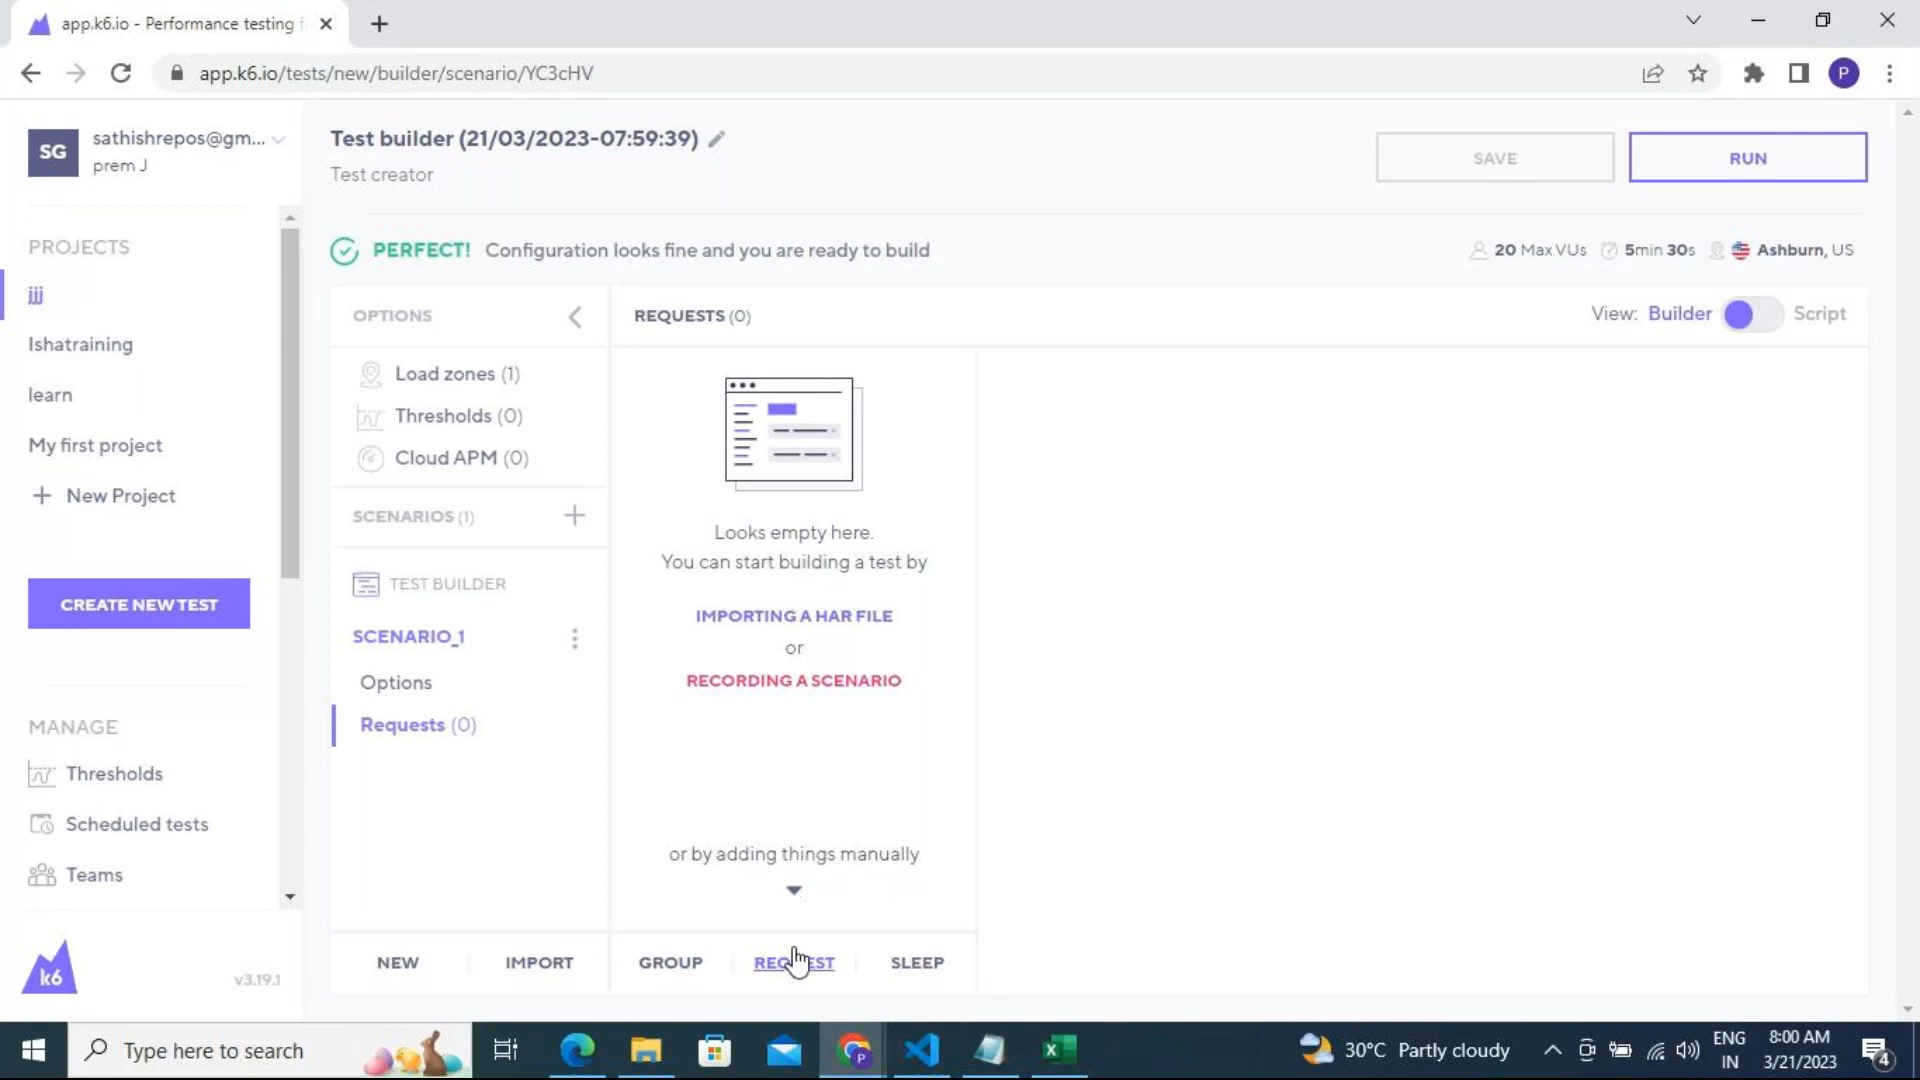 app.k6.io - Performance testing f
app.k6.io/tests/new/builder/scenario/YC3cHV
P
SG
sathishrepos@gm...
prem J
Test builder (21/03/2023-07:59:39)
Test creator
SAVE
RUN
PROJECTS
jjj
Ishatraining
learn
My first project
New Project
CREATE NEW TEST
MANAGE
Thresholds
Scheduled tests
Teams
k6
v3.19.1
PERFECT! Configuration looks fine and you are ready to build
20 Max VUs 5min 30s Ashburn, US
OPTIONS
Load zones (1)
Thresholds (0)
Cloud APM (0)
SCENARIOS (1)
TEST BUILDER
SCENARIO_1
Options
Requests (0)
NEW
IMPORT
REQUESTS (0)
View: Builder Script
Looks empty here.
You can start building a test by
IMPORTING A HAR FILE
or
RECORDING A SCENARIO
or by adding things manually
GROUP
REQUEST
SLEEP
Type here to search
P
30°C Partly cloudy
ENG
IN
8:00 AM
3/21/2023
4